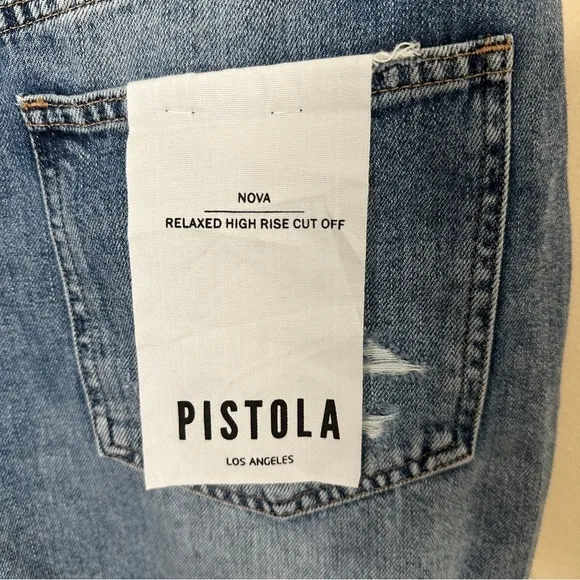 NOVA
RELAXED HIGH RISE CUT OFF
PISTOLA
LOS ANGELES